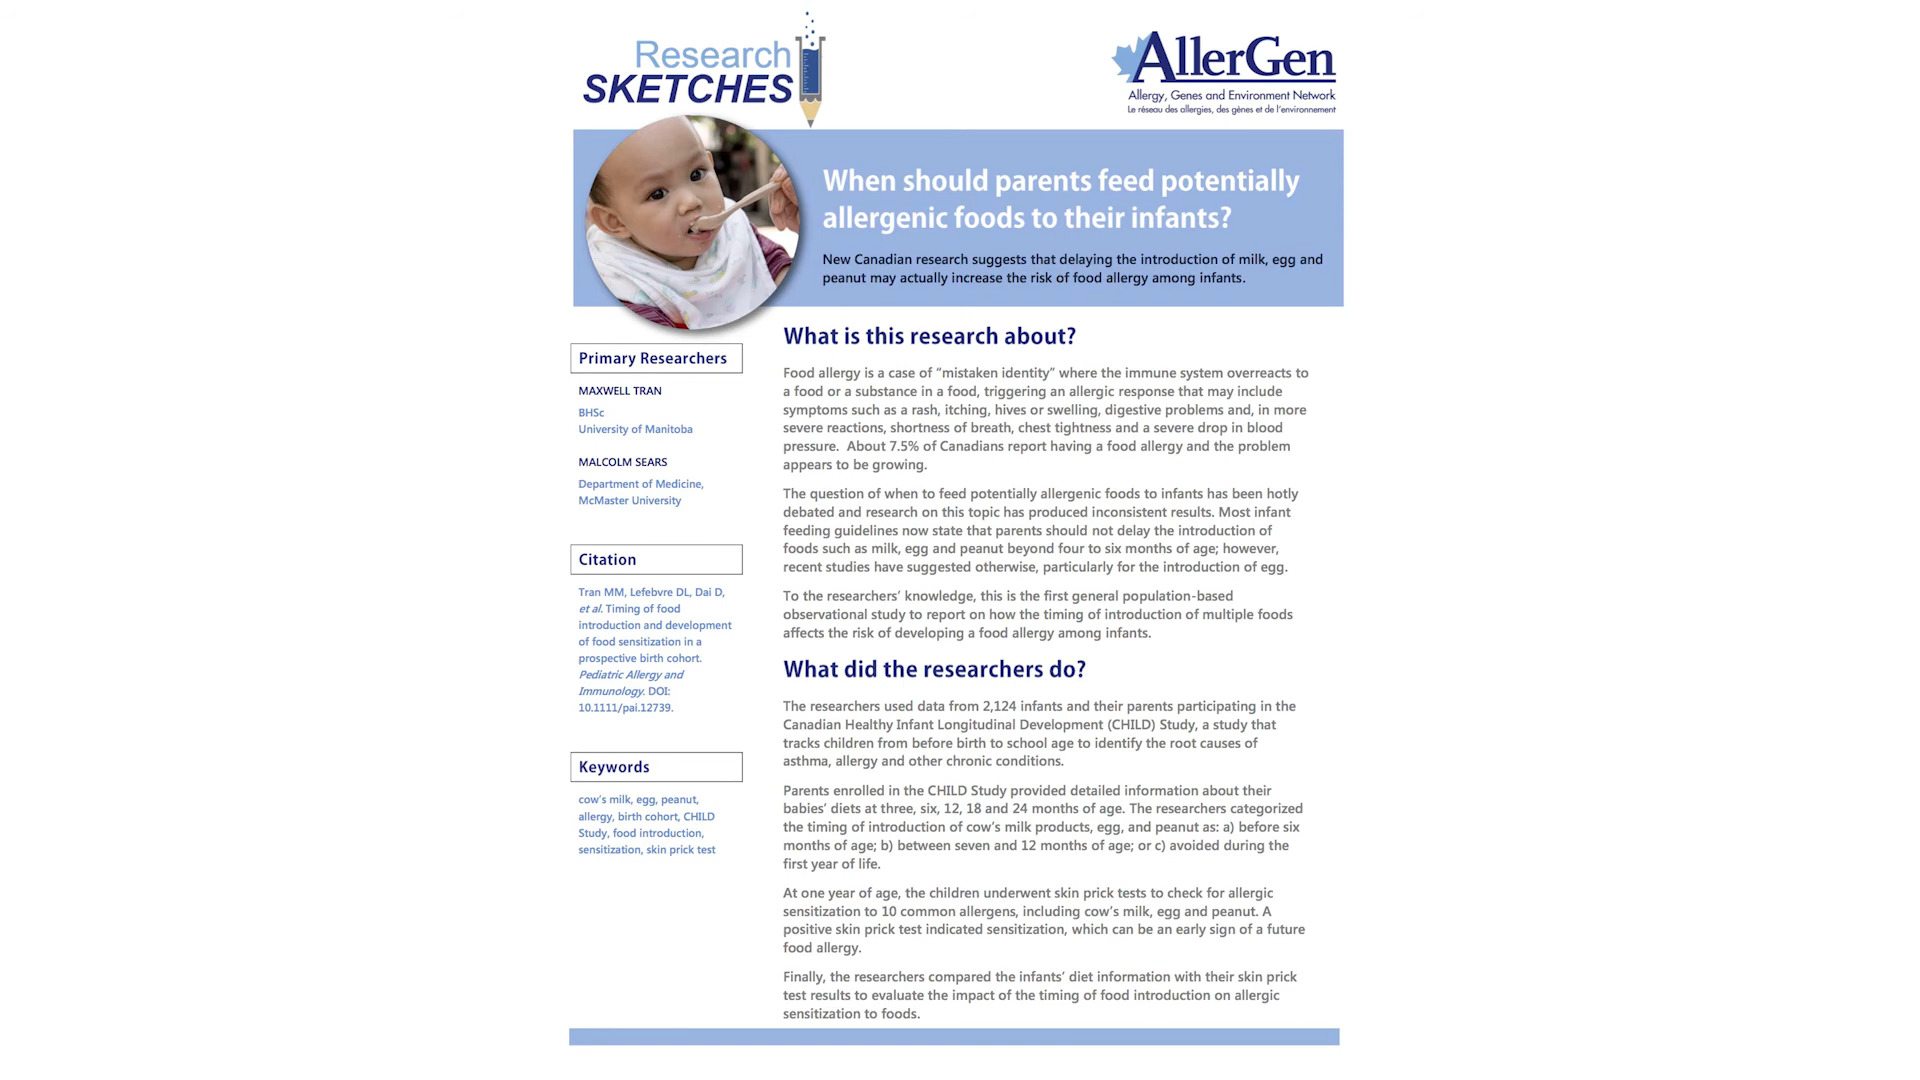 Research
SKETCHES
AllerGen
Allergy, Genes and Environment Network
Le réseau des allergies, des gènes et de l'environnement
When should parents feed potentially
allergenic foods to their infants?
New Canadian research suggests that delaying the introduction of milk, egg and
peanut may actually increase the risk of food allergy among infants.
Primary Researchers
MAXWELL TRAN
BHSc
University of Manitoba
MALCOLM SEARS
Department of Medicine,
McMaster University
Citation
Tran MM, Lefebvre DL, Dai D,
et al. Timing of food
introduction and development
of food sensitization in a
prospective birth cohort.
Pediatric Allergy and
Immunology. DOI:
10.1111/pai.12739.
Keywords
cow's milk, egg, peanut,
allergy, birth cohort, CHILD
Study, food introduction,
sensitization, skin prick test
What is this research about?
Food allergy is a case of “mistaken identity” where the immune system overreacts to
a food or a substance in a food, triggering an allergic response that may include
symptoms such as a rash, itching, hives or swelling, digestive problems and, in more
severe reactions, shortness of breath, chest tightness and a severe drop in blood
pressure. About 7.5% of Canadians report having a food allergy and the problem
appears to be growing.
The question of when to feed potentially allergenic foods to infants has been hotly
debated and research on this topic has produced inconsistent results. Most infant
feeding guidelines now state that parents should not delay the introduction of
foods such as milk, egg and peanut beyond four to six months of age; however,
recent studies have suggested otherwise, particularly for the introduction of egg.
To the researchers’ knowledge, this is the first general population-based
observational study to report on how the timing of introduction of multiple foods
affects the risk of developing a food allergy among infants.
What did the researchers do?
The researchers used data from 2,124 infants and their parents participating in the
Canadian Healthy Infant Longitudinal Development (CHILD) Study, a study that
tracks children from before birth to school age to identify the root causes of
asthma, allergy and other chronic conditions.
Parents enrolled in the CHILD Study provided detailed information about their
babies’ diets at three, six, 12, 18 and 24 months of age. The researchers categorized
the timing of introduction of cow’s milk products, egg, and peanut as: a) before six
months of age; b) between seven and 12 months of age; or c) avoided during the
first year of life.
At one year of age, the children underwent skin prick tests to check for allergic
sensitization to 10 common allergens, including cow’s milk, egg and peanut. A
positive skin prick test indicated sensitization, which can be an early sign of a future
food allergy.
Finally, the researchers compared the infants’ diet information with their skin prick
test results to evaluate the impact of the timing of food introduction on allergic
sensitization to foods.